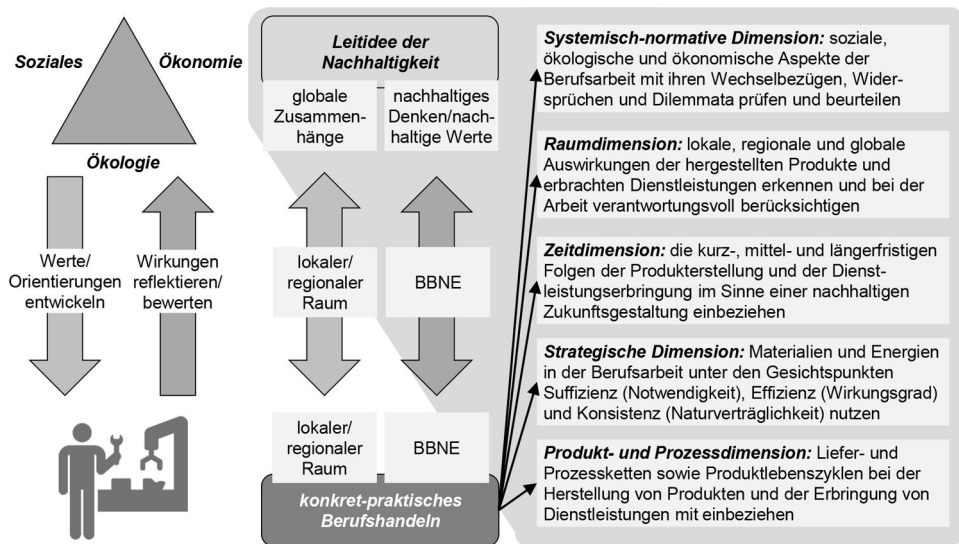 Soziales
Ökonomie
Ökologie
Werte/
Orientierungen
entwickeln
Wirkungen
reflektieren/
bewerten
Leitidee der
Nachhaltigkeit
globale
Zusammen-
hänge
nachhaltiges
Denken/nach-
haltige Werte
lokaler/
regionaler
Raum
BBNE
lokaler/
regionaler
Raum
BBNE
konkret-praktisches
Berufshandeln
Systemisch-normative Dimension: soziale,
ökologische und ökonomische Aspekte der
Berufsarbeit mit ihren Wechselbezügen, Wider-
sprüchen und Dilemmata prüfen und beurteilen
Raumdimension: lokale, regionale und globale
Auswirkungen der hergestellten Produkte und
erbrachten Dienstleistungen erkennen und bei der
Arbeit verantwortungsvoll berücksichtigen
Zeitdimension: die kurz-, mittel- und längerfristigen
Folgen der Produkterstellung und der Dienst-
leistungserbringung im Sinne einer nachhaltigen
Zukunftsgestaltung einbeziehen
Strategische Dimension: Materialien und Energien
in der Berufsarbeit unter den Gesichtspunkten
Suffizienz (Notwendigkeit), Effizienz (Wirkungsgrad)
und Konsistenz (Naturverträglichkeit) nutzen
Produkt- und Prozessdimension: Liefer- und
Prozessketten sowie Produktlebenszyklen bei der
Herstellung von Produkten und der Erbringung von
Dienstleistungen mit einbeziehen